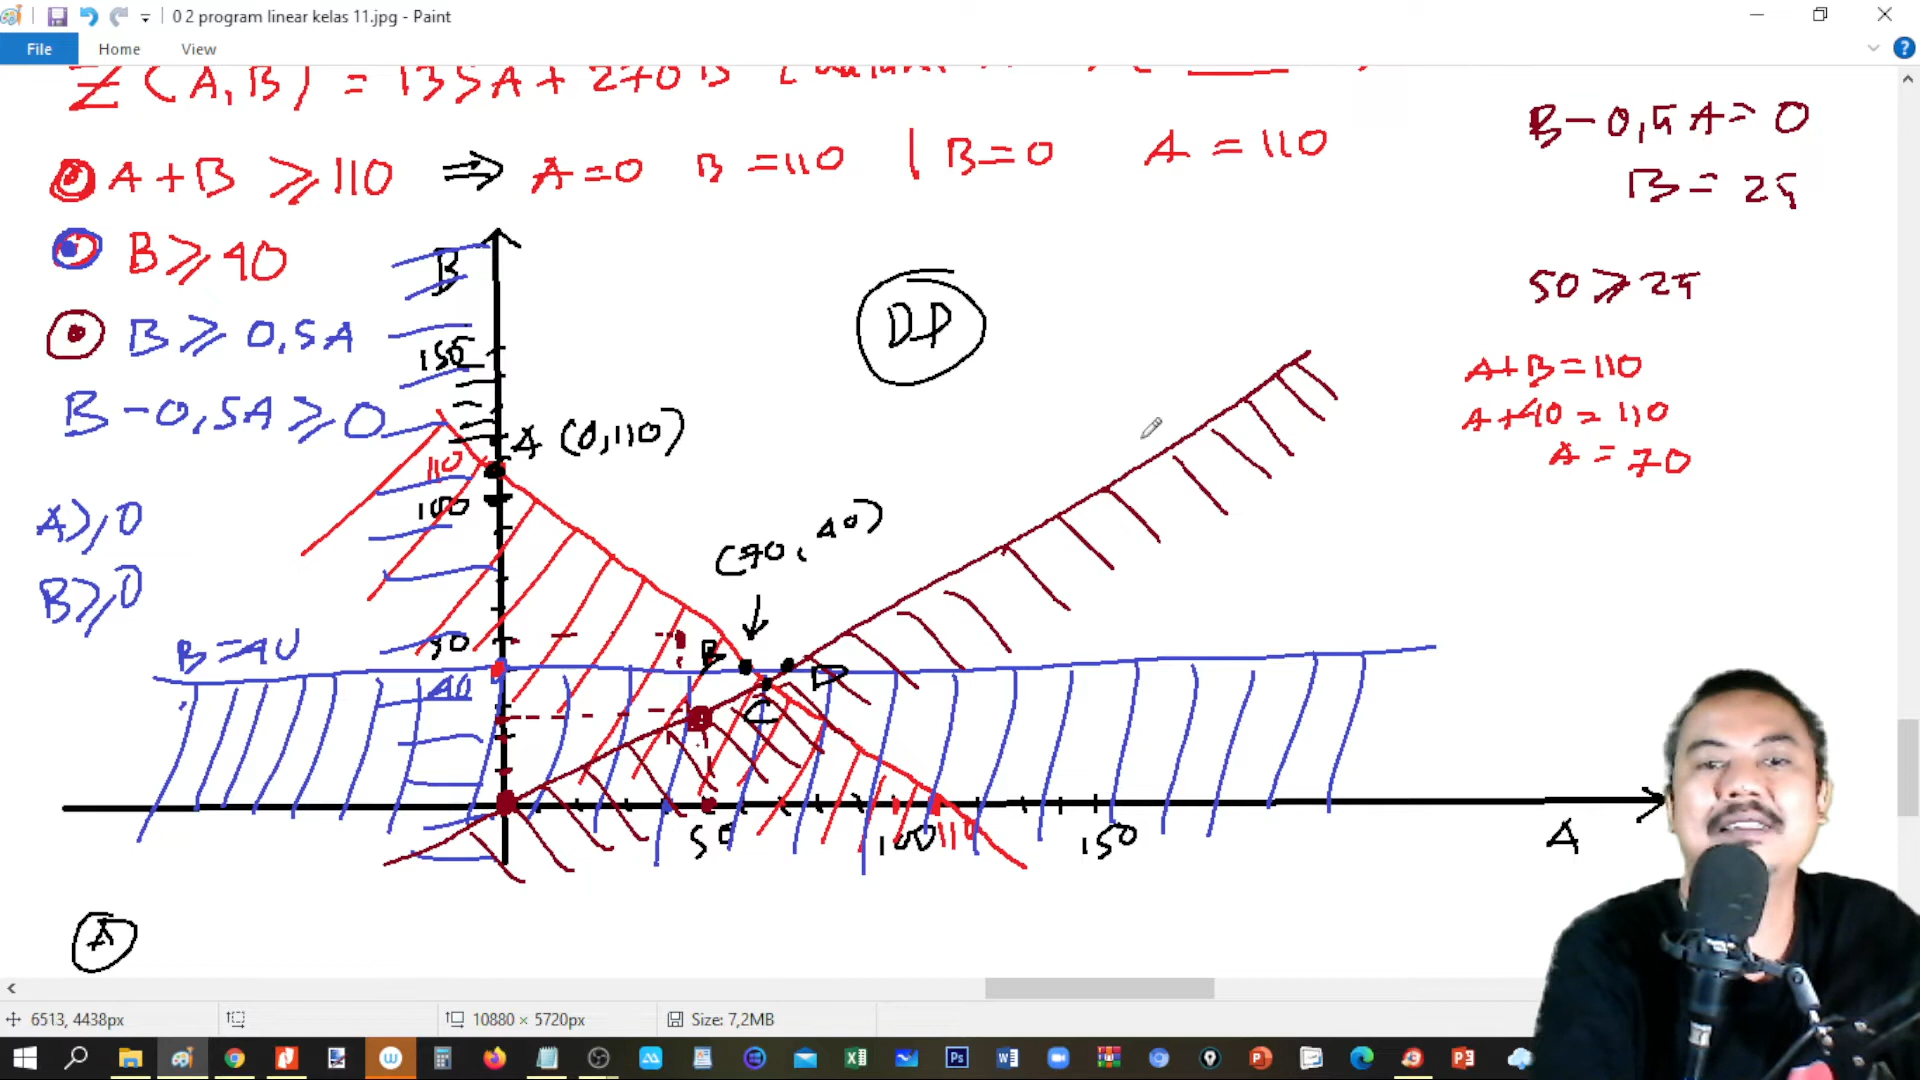 0 2 program linear kelas 11.jpg - Paint
File Home View
Z (A,B) = 135A + 270B
A + B ⩾ 110 ⇒ A = 0 B = 110 | B = 0 A = 110
B ⩾ 40
B ⩾ 0,5A
B - 0,5A ⩾ 0
A ⩾ 0
B ⩾ 0
B - 0,5A = 0
B = 25
50 ⩾ 25
A + B = 110
A + 40 = 110
A = 70
B
DP
150
A (0,110)
110
100
(70, 40)
B = 40
50
B
D
40
C
50
100
110
150
A
A
6513, 4438px
10880 × 5720px
Size: 7,2MB